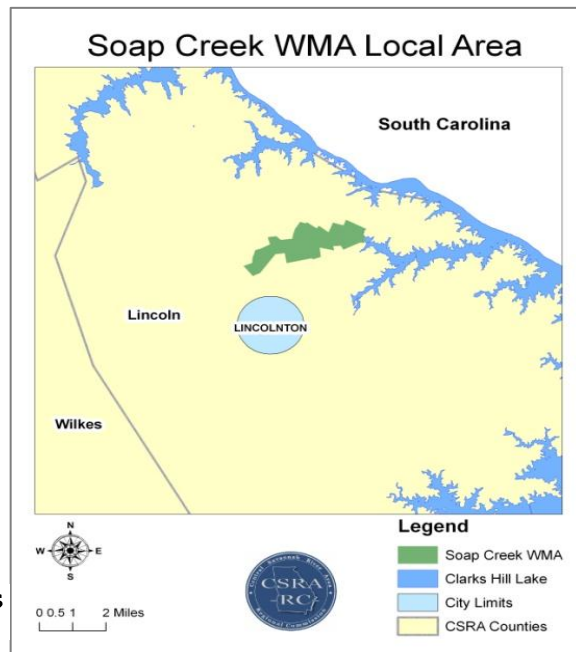 Soap Creek WMA Local Area
South Carolina
Lincoln
LINCOLNTON
Wilkes
N
W E
S
CSRA
RC
s
0 0.5 1 2 Miles
Legend
Soap Creek WMA
Clarks Hill Lake
City Limits
CSRA Counties